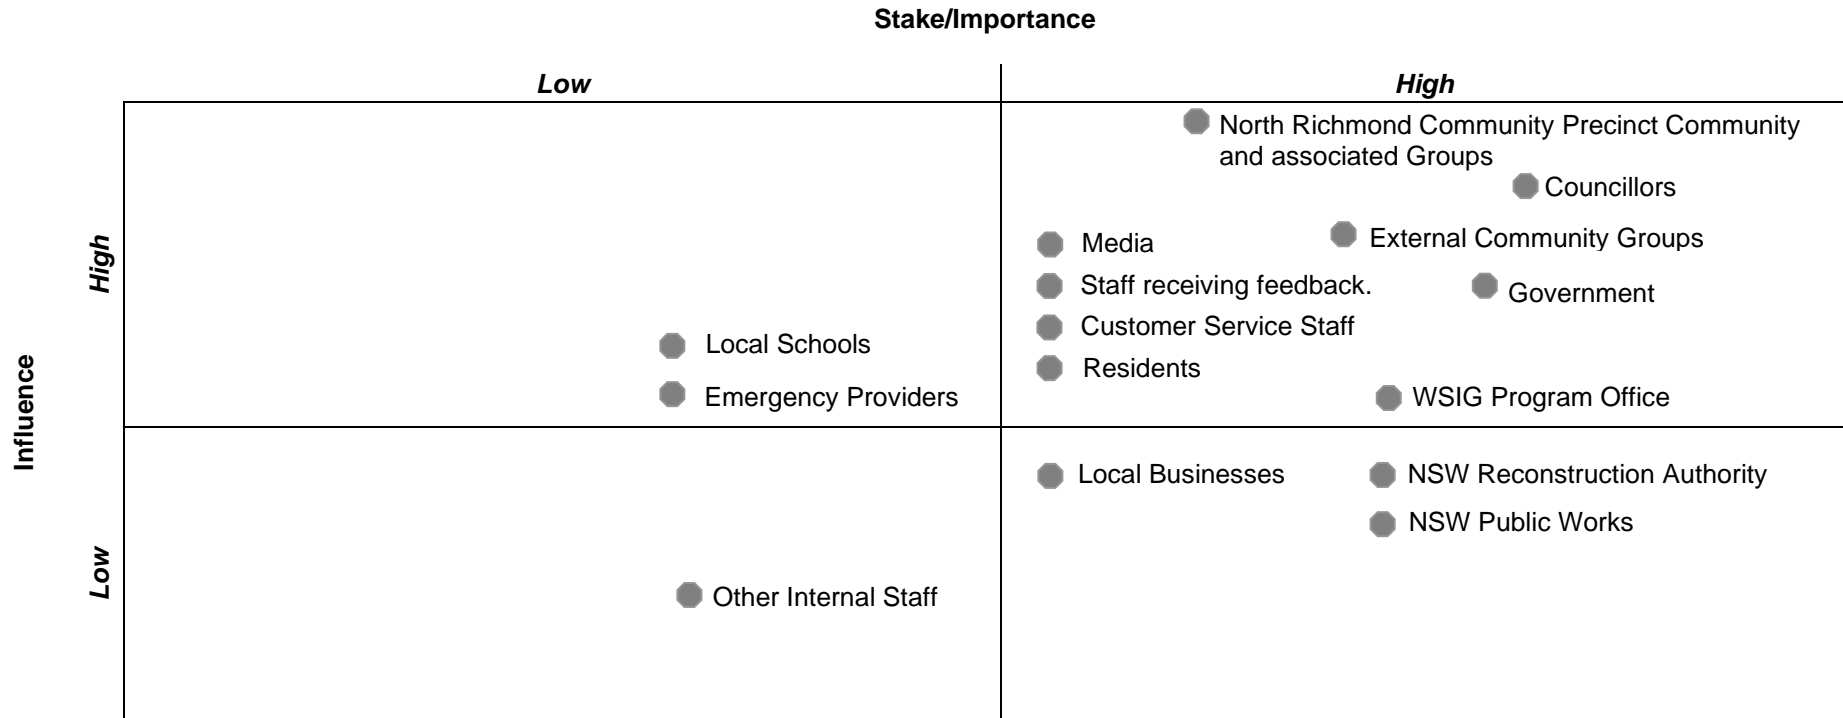 Stake/Importance
Low
High
North Richmond Community Precinct Community
and associated Groups
Councillors
High
Media
External Community Groups
Staff receiving feedback.
Government
Customer Service Staff
Local Schools
Residents
Emergency Providers
WSIG Program Office
Influence
Local Businesses
NSW Reconstruction Authority
NSW Public Works
Low
Other Internal Staff